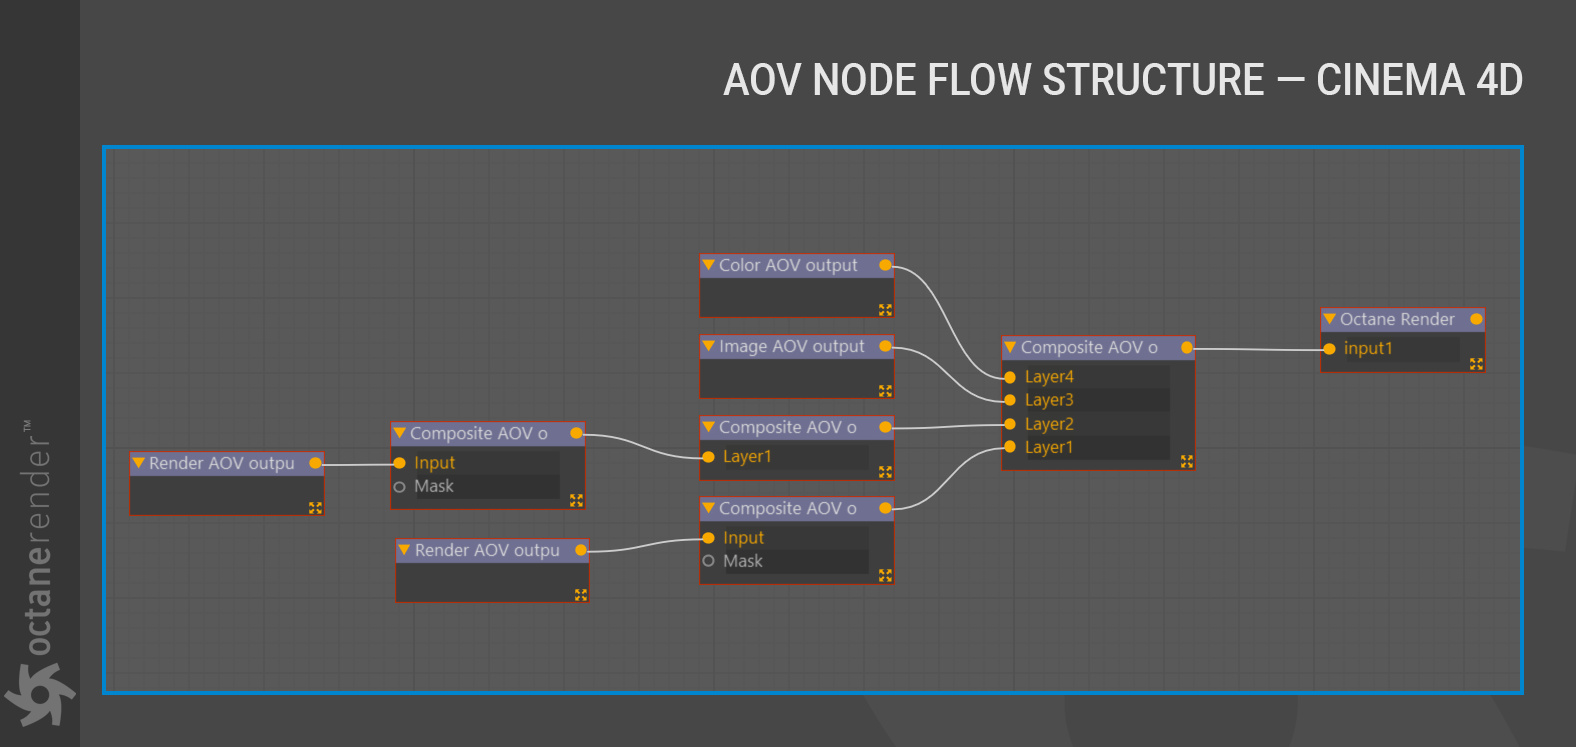 AOV NODE FLOW STRUCTURE — CINEMA 4D
Color AOV output
Image AOV output
Octane Render
input1
Composite AOV o
Layer4
Layer3
Layer2
Layer1
Composite AOV o
Layer1
Composite AOV o
Input
Mask
Render AOV outpu
Composite AOV o
Input
Mask
Render AOV outpu
octanerender™